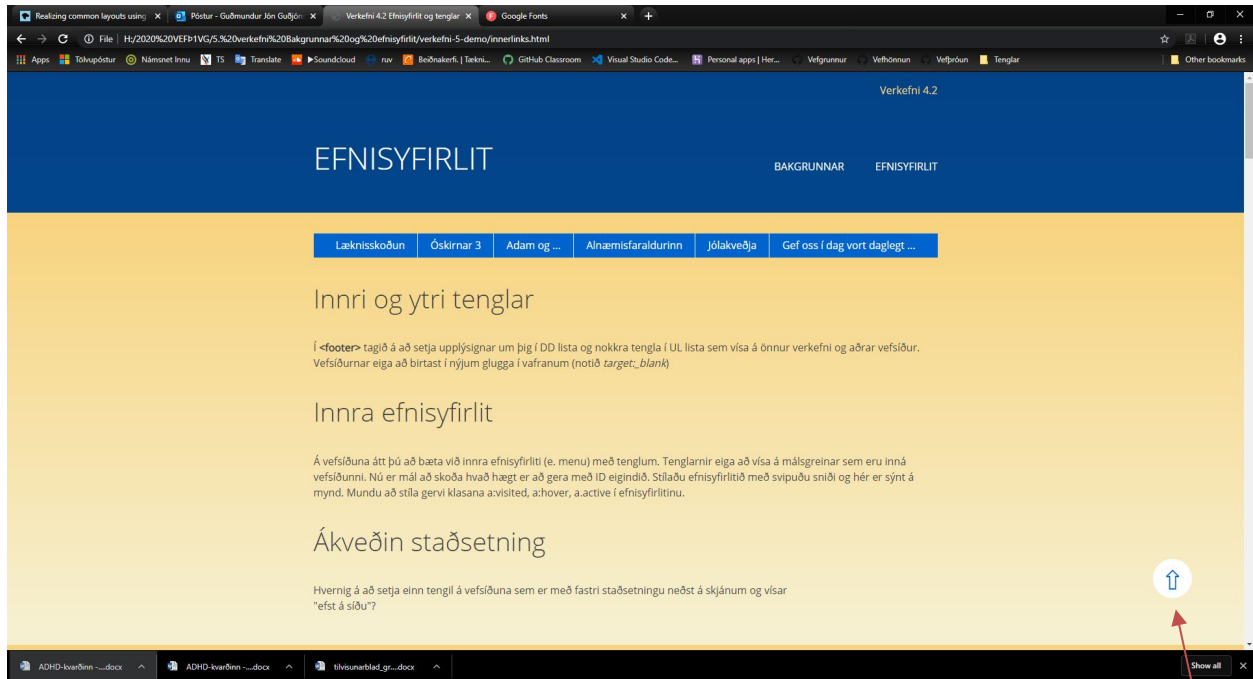 Realizing common layouts using
Póstur - Guðmundur Jón Guðjóns
Verkefni 4.2 Efnisyfirlit og tenglar
Google Fonts
File | H:/2020%20VEFÞ1VG/5.%20verkefni%20Bakgrunnar%20og%20efnisyfirlit/verkefni-5-demo/innerlinks.html
Apps Tölvupóstur Námsnet Innu TS Translate ▶Soundcloud ruv Beiðnakerfi. | Tækni... GitHub Classroom Visual Studio Code... Personal apps | Her... Vefgrunnur Vefhönnun Vefþróun Tenglar Other bookmarks
Verkefni 4.2
EFNISYFIRLIT
BAKGRUNNAR EFNISYFIRLIT
Læknisskoðun Óskirnar 3 Adam og ... Alnæmisfaraldurinn Jólakveðja Gef oss í dag vort daglegt ...
Innri og ytri tenglar
Í <footer> tagið á að setja upplýsignar um þig í DD lista og nokkra tengla í UL lista sem vísa á önnur verkefni og aðrar vefsíður.
Vefsíðurnar eiga að birtast í nýjum glugga í vafranum (notið target:_blank)
Innra efnisyfirlit
Á vefsíðuna átt þú að bæta við innra efnisyfirliti (e. menu) með tenglum. Tenglarnir eiga að vísa á málsgreinar sem eru inná
vefsíðunni. Nú er mál að skoða hvað hægt er að gera með ID eigindið. Stílaðu efnisyfirlitið með svipuðu sniði og hér er sýnt á
mynd. Mundu að stíla gervi klasana a:visited, a:hover, a.active í efnisyfirlitinu.
Ákveðin staðsetning
Hvernig á að setja einn tengil á vefsíðuna sem er með fastri staðsetningu neðst á skjánum og vísar
"efst á síðu"?
ADHD-kvarðinn -....docx
ADHD-kvarðinn -....docx
tilvisunarblad_gr....docx
Show all